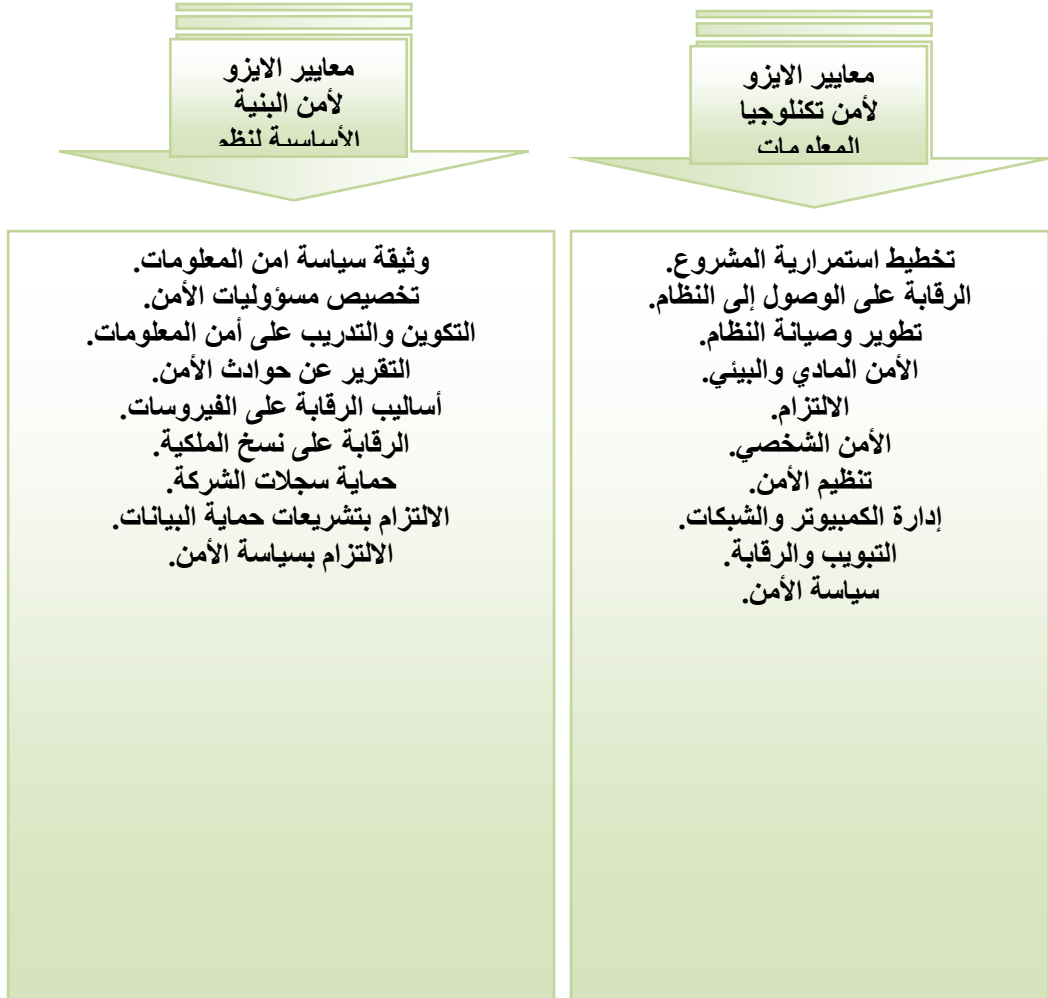 معايير الايزو
لأمن تكنلوجيا
المعلومات
تخطيط استمرارية المشروع.
الرقابة على الوصول إلى النظام.
تطوير وصيانة النظام.
الأمن المادي والبيئي.
الالتزام.
الأمن الشخصي.
تنظيم الأمن.
إدارة الكمبيوتر والشبكات.
التبويب والرقابة.
سياسة الأمن.
معايير الايزو
لأمن البنية
الأساسية لنظم
وثيقة سياسة امن المعلومات.
تخصيص مسؤوليات الأمن.
التكوين والتدريب على أمن المعلومات.
التقرير عن حوادث الأمن.
أساليب الرقابة على الفيروسات.
الرقابة على نسخ الملكية.
حماية سجلات الشركة.
الالتزام بتشريعات حماية البيانات.
الالتزام بسياسة الأمن.